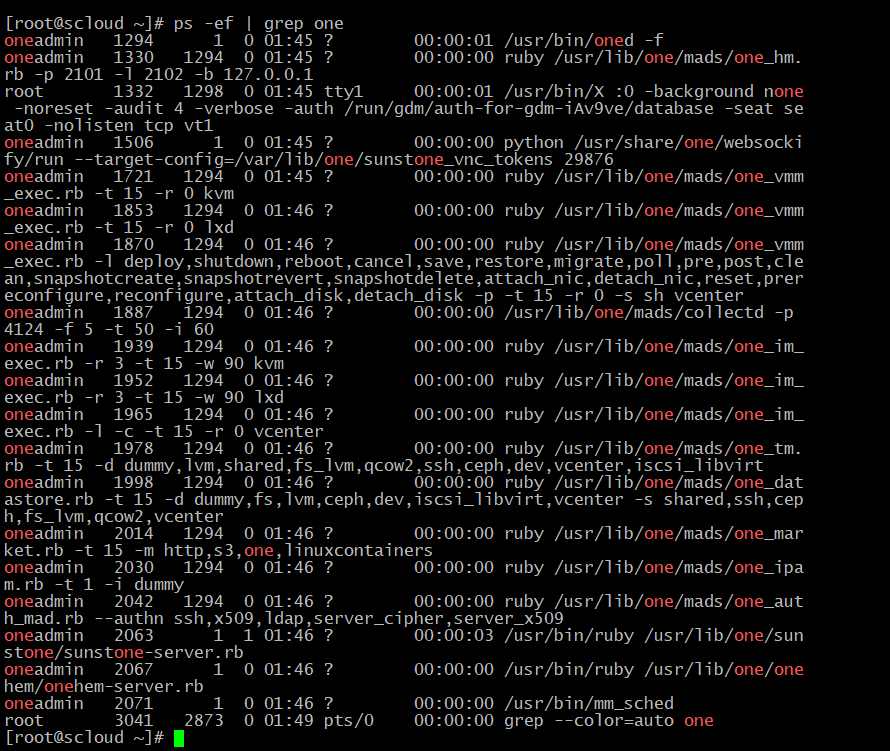 [root@scloud ~]# ps -ef | grep one
oneadmin   1294      1  0 01:45 ?        00:00:01 /usr/bin/oned -f
oneadmin   1330   1294  0 01:45 ?        00:00:00 ruby /usr/lib/one/mads/one_hm.
rb -p 2101 -l 2102 -b 127.0.0.1
root       1332   1298  0 01:45 tty1     00:00:01 /usr/bin/X :0 -background none
 -noreset -audit 4 -verbose -auth /run/gdm/auth-for-gdm-iAv9ve/database -seat se
at0 -nolisten tcp vt1
oneadmin   1506      1  0 01:45 ?        00:00:00 python /usr/share/one/websocki
fy/run --target-config=/var/lib/one/sunstone_vnc_tokens 29876
oneadmin   1721   1294  0 01:45 ?        00:00:00 ruby /usr/lib/one/mads/one_vmm
_exec.rb -t 15 -r 0 kvm
oneadmin   1853   1294  0 01:46 ?        00:00:00 ruby /usr/lib/one/mads/one_vmm
_exec.rb -t 15 -r 0 lxd
oneadmin   1870   1294  0 01:46 ?        00:00:00 ruby /usr/lib/one/mads/one_vmm
_exec.rb -l deploy,shutdown,reboot,cancel,save,restore,migrate,poll,pre,post,cle
an,snapshotcreate,snapshotrevert,snapshotdelete,attach_nic,detach_nic,reset,prer
econfigure,reconfigure,attach_disk,detach_disk -p -t 15 -r 0 -s sh vcenter
oneadmin   1887   1294  0 01:46 ?        00:00:00 /usr/lib/one/mads/collectd -p 
4124 -f 5 -t 50 -i 60
oneadmin   1939   1294  0 01:46 ?        00:00:00 ruby /usr/lib/one/mads/one_im_
exec.rb -r 3 -t 15 -w 90 kvm
oneadmin   1952   1294  0 01:46 ?        00:00:00 ruby /usr/lib/one/mads/one_im_
exec.rb -r 3 -t 15 -w 90 lxd
oneadmin   1965   1294  0 01:46 ?        00:00:00 ruby /usr/lib/one/mads/one_im_
exec.rb -l -c -t 15 -r 0 vcenter
oneadmin   1978   1294  0 01:46 ?        00:00:00 ruby /usr/lib/one/mads/one_tm.
rb -t 15 -d dummy,lvm,shared,fs_lvm,qcow2,ssh,ceph,dev,vcenter,iscsi_libvirt
oneadmin   1998   1294  0 01:46 ?        00:00:00 ruby /usr/lib/one/mads/one_dat
astore.rb -t 15 -d dummy,fs,lvm,ceph,dev,iscsi_libvirt,vcenter -s shared,ssh,cep
h,fs_lvm,qcow2,vcenter
oneadmin   2014   1294  0 01:46 ?        00:00:00 ruby /usr/lib/one/mads/one_mar
ket.rb -t 15 -m http,s3,one,linuxcontainers
oneadmin   2030   1294  0 01:46 ?        00:00:00 ruby /usr/lib/one/mads/one_ipa
m.rb -t 1 -i dummy
oneadmin   2042   1294  0 01:46 ?        00:00:00 ruby /usr/lib/one/mads/one_aut
h_mad.rb --authn ssh,x509,ldap,server_cipher,server_x509
oneadmin   2063      1  1 01:46 ?        00:00:03 /usr/bin/ruby /usr/lib/one/sun
stone/sunstone-server.rb
oneadmin   2067      1  0 01:46 ?        00:00:00 /usr/bin/ruby /usr/lib/one/one
hem/onehem-server.rb
oneadmin   2071      1  0 01:46 ?        00:00:00 /usr/bin/mm_sched
root       3041   2873  0 01:49 pts/0    00:00:00 grep --color=auto one
[root@scloud ~]#